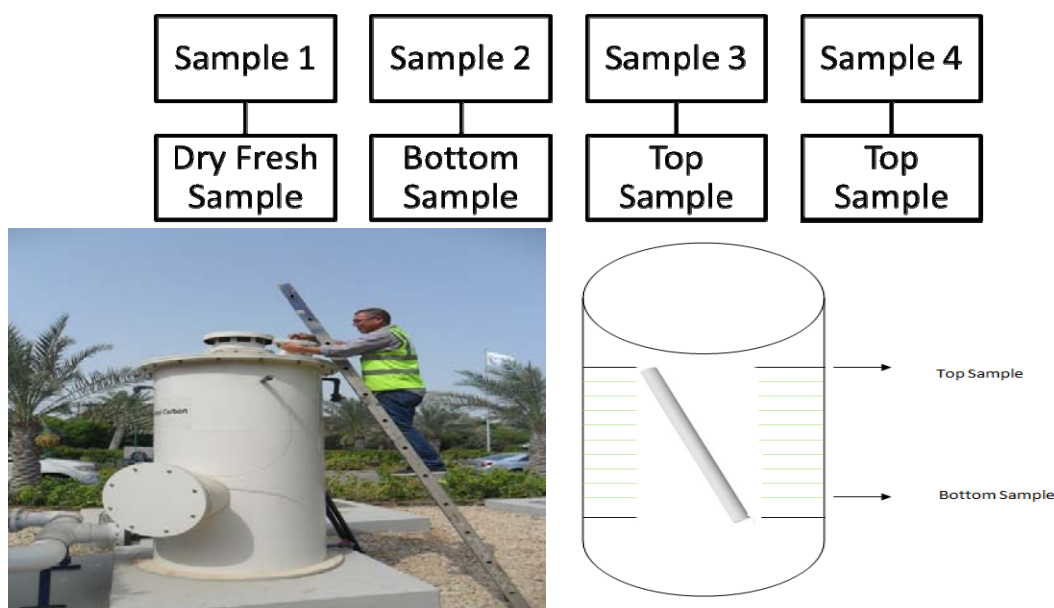 Sample 1
Sample 2
Sample 3
Sample 4
Dry Fresh
Sample
Bottom
Sample
Top
Sample
Top
Sample
Carbon
Top Sample
Bottom Sample